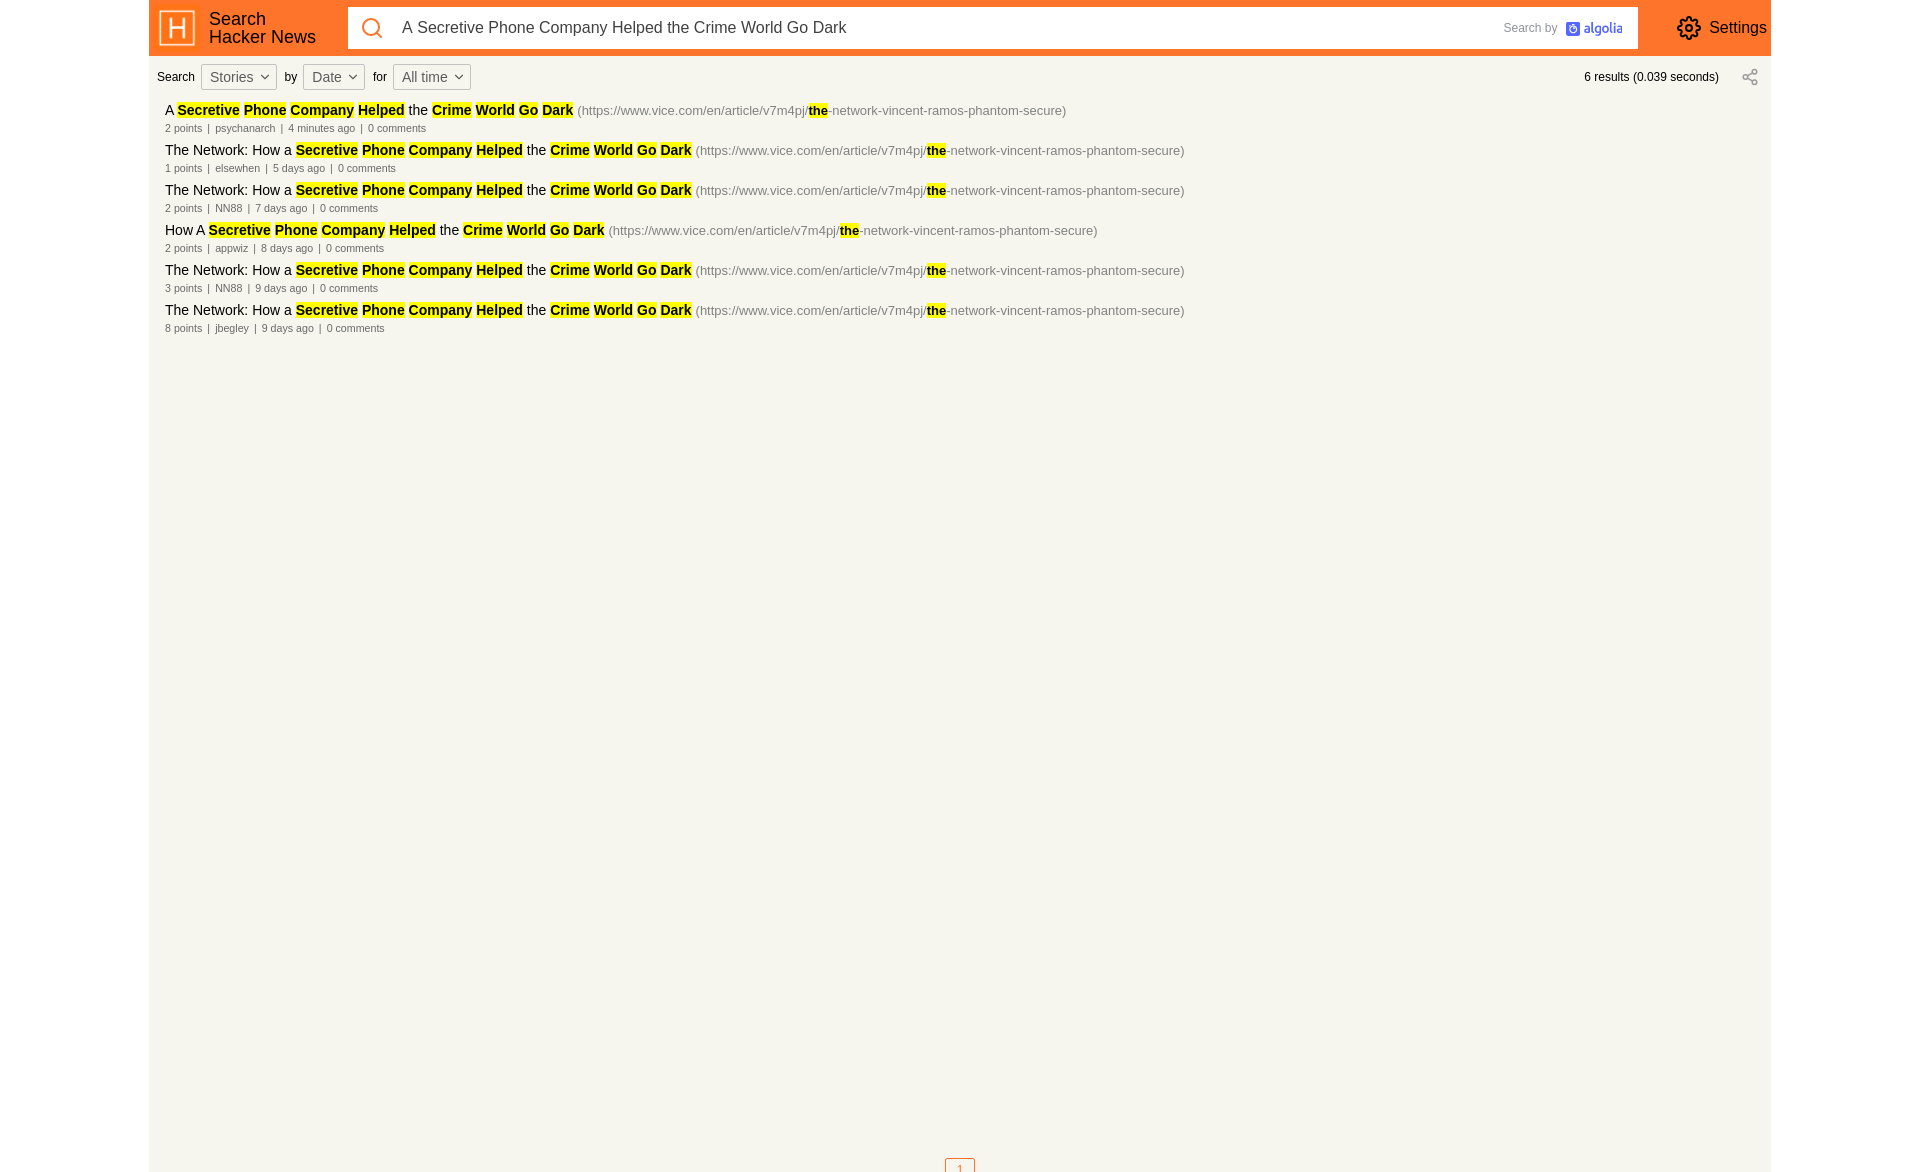 Search
Hacker News
A Secretive Phone Company Helped the Crime World Go Dark
Search by algolia
Settings
Search Stories by Date for All time
6 results (0.039 seconds)
A Secretive Phone Company Helped the Crime World Go Dark (https://www.vice.com/en/article/v7m4pj/the-network-vincent-ramos-phantom-secure)
2 points | psychanarch | 4 minutes ago | 0 comments
The Network: How a Secretive Phone Company Helped the Crime World Go Dark (https://www.vice.com/en/article/v7m4pj/the-network-vincent-ramos-phantom-secure)
1 points | elsewhen | 5 days ago | 0 comments
The Network: How a Secretive Phone Company Helped the Crime World Go Dark (https://www.vice.com/en/article/v7m4pj/the-network-vincent-ramos-phantom-secure)
2 points | NN88 | 7 days ago | 0 comments
How A Secretive Phone Company Helped the Crime World Go Dark (https://www.vice.com/en/article/v7m4pj/the-network-vincent-ramos-phantom-secure)
2 points | appwiz | 8 days ago | 0 comments
The Network: How a Secretive Phone Company Helped the Crime World Go Dark (https://www.vice.com/en/article/v7m4pj/the-network-vincent-ramos-phantom-secure)
3 points | NN88 | 9 days ago | 0 comments
The Network: How a Secretive Phone Company Helped the Crime World Go Dark (https://www.vice.com/en/article/v7m4pj/the-network-vincent-ramos-phantom-secure)
8 points | jbegley | 9 days ago | 0 comments
1